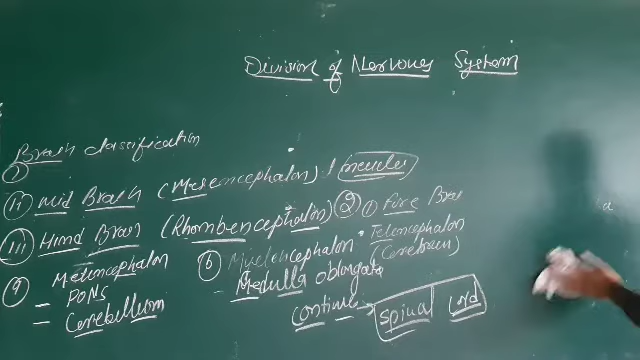 Division of Nervous System
Brain classification
(i)
(ii) Mid Brain (Mesencephalon)
(iii) Hind Brain (Rhombencephalon) (2) (i) Fore Brai
(a) Metencephalon (b) Myelencephalon • Telencephalon
- PONS - Medulla oblongata (Cerebrum)
- Cerebellum continue → Spinal Cord